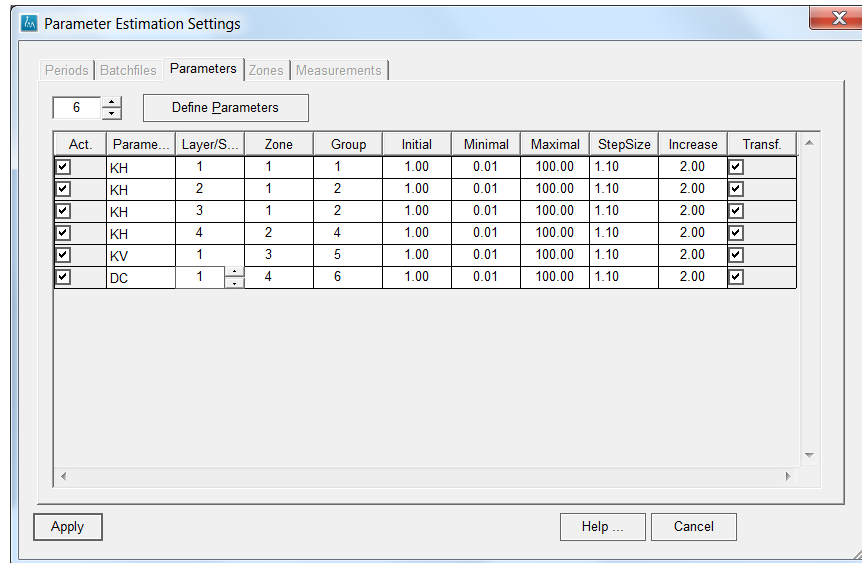 Parameter Estimation Settings
Periods Batchfiles Parameters Zones Measurements
6 Define Parameters
Act. Parame... Layer/S... Zone Group Initial Minimal Maximal StepSize Increase Transf.
KH 1 1 1 1.00 0.01 100.00 1.10 2.00
KH 2 1 2 1.00 0.01 100.00 1.10 2.00
KH 3 1 2 1.00 0.01 100.00 1.10 2.00
KH 4 2 4 1.00 0.01 100.00 1.10 2.00
KV 1 3 5 1.00 0.01 100.00 1.10 2.00
DC 1 4 6 1.00 0.01 100.00 1.10 2.00
Apply Help ... Cancel